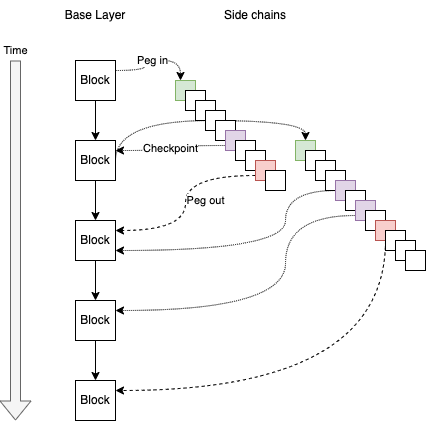 Base Layer
Side chains
Time
Peg in
Block
Block
Checkpoint
Peg out
Block
Block
Block